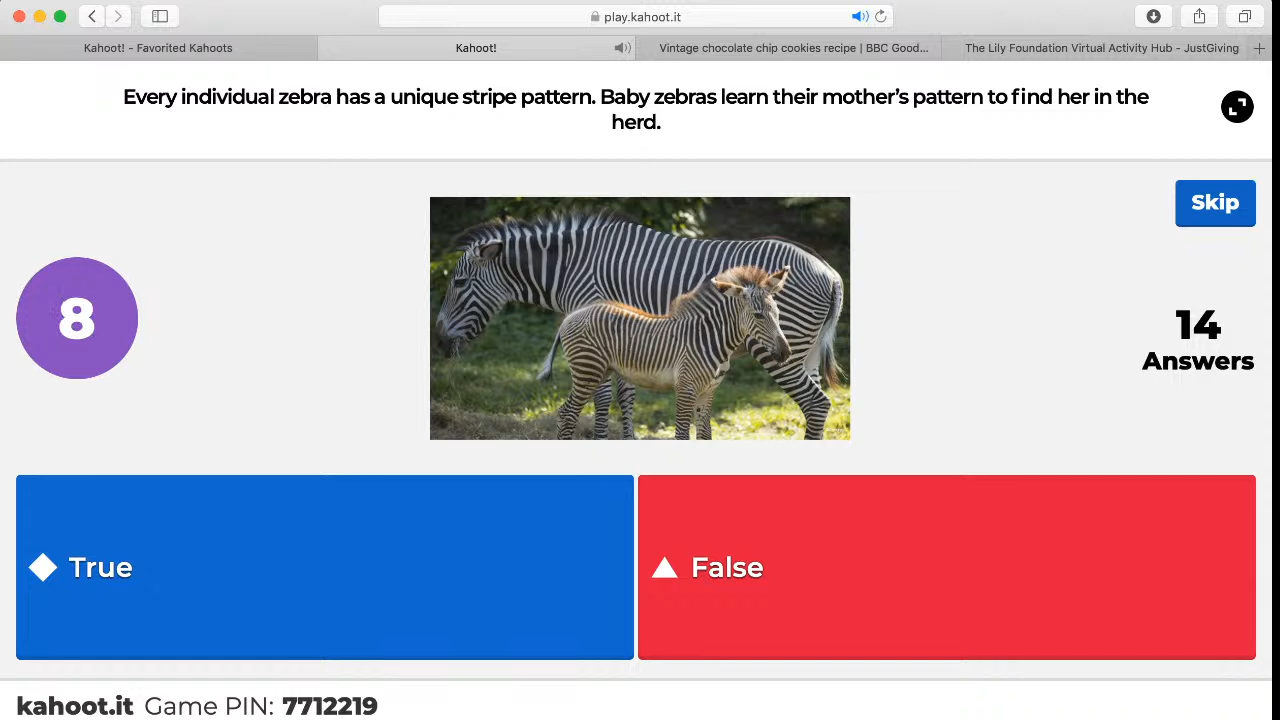 play.kahoot.it
Kahoot! - Favorited Kahoots
Kahoot!
Vintage chocolate chip cookies recipe | BBC Good...
The Lily Foundation Virtual Activity Hub - JustGiving
Every individual zebra has a unique stripe pattern. Baby zebras learn their mother’s pattern to find her in the
herd.
Skip
8
14
Answers
True
False
kahoot.it Game PIN: 7712219